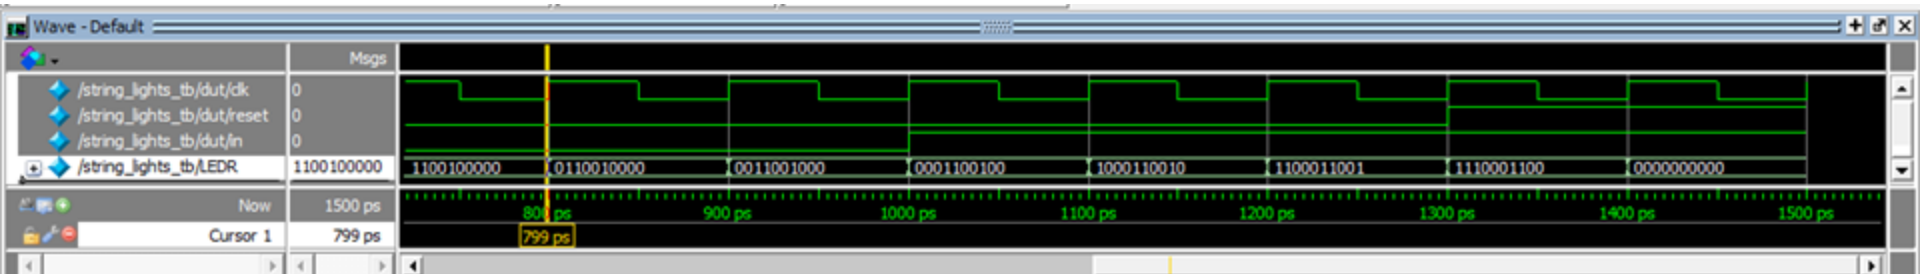 Wave - Default
Msgs
/string_lights_tb/dut/clk 0
/string_lights_tb/dut/reset 0
/string_lights_tb/dut/in 0
/string_lights_tb/LEDR 1100100000 1100100000 0110010000 0011001000 0001100100 1000110010 1100011001 1110001100 0000000000
Now 1500 ps 800 ps 900 ps 1000 ps 1100 ps 1200 ps 1300 ps 1400 ps 1500 ps
Cursor 1 799 ps 799 ps